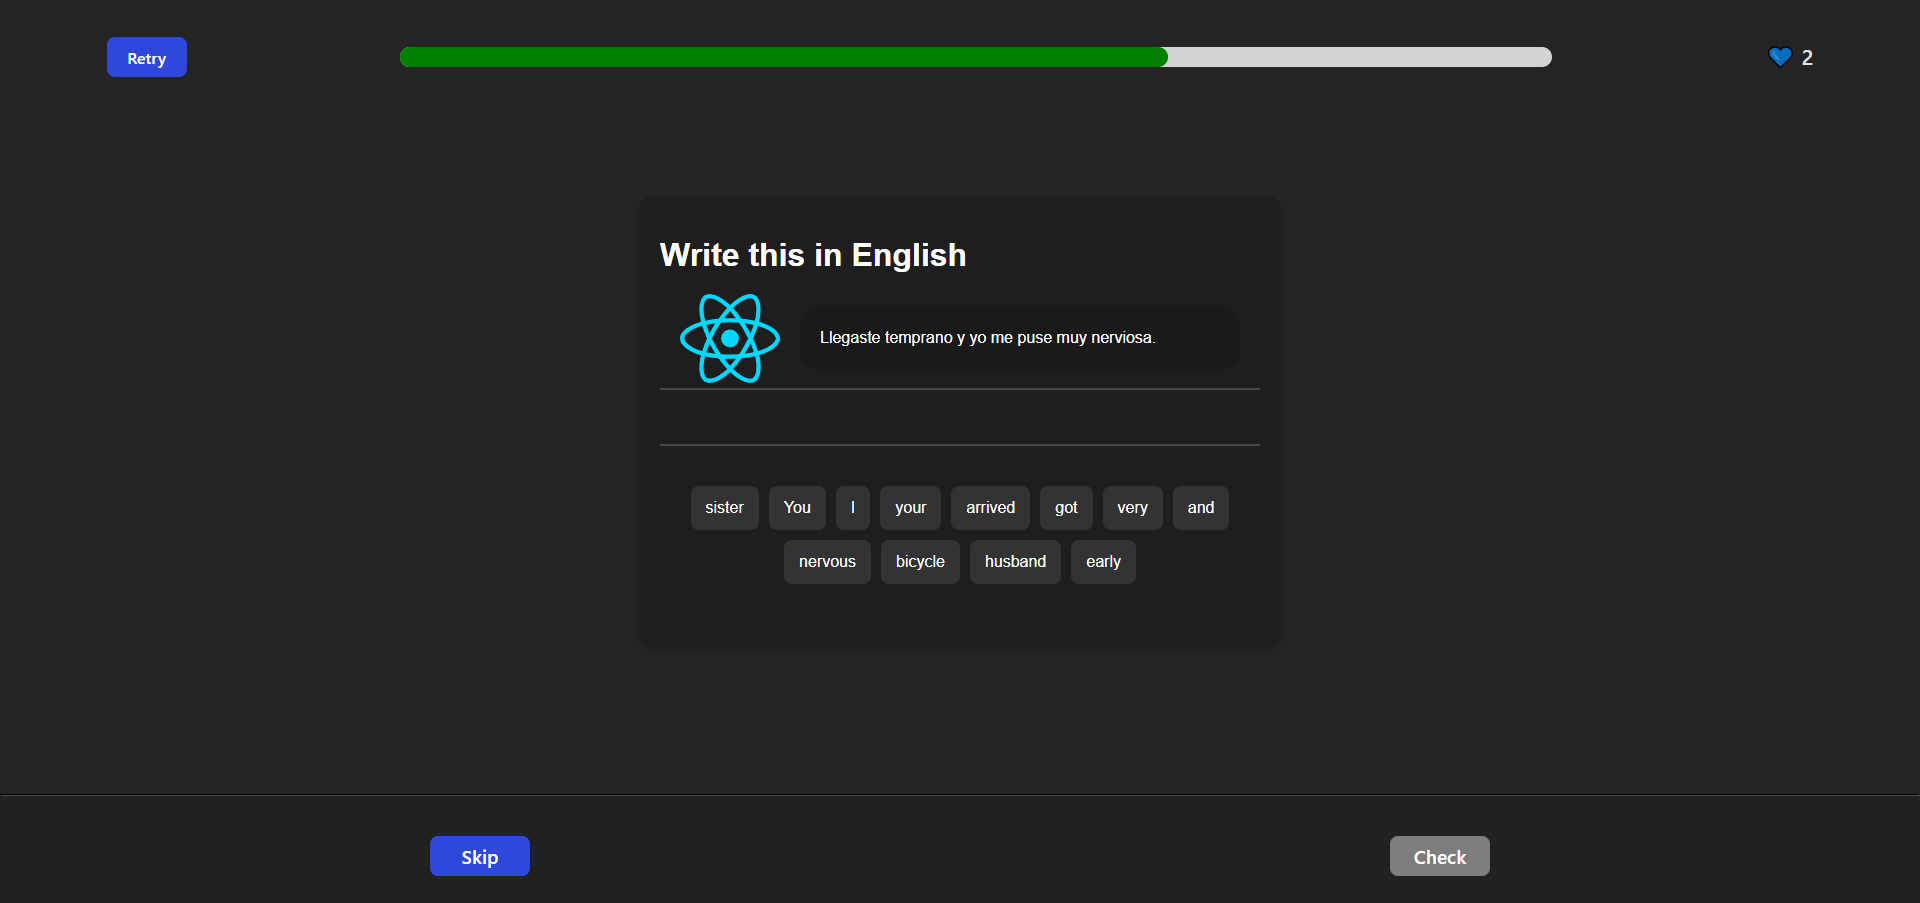 Retry
2
Write this in English
Llegaste temprano y yo me puse muy nerviosa.
sister You I your arrived got very and
nervous bicycle husband early
Skip Check